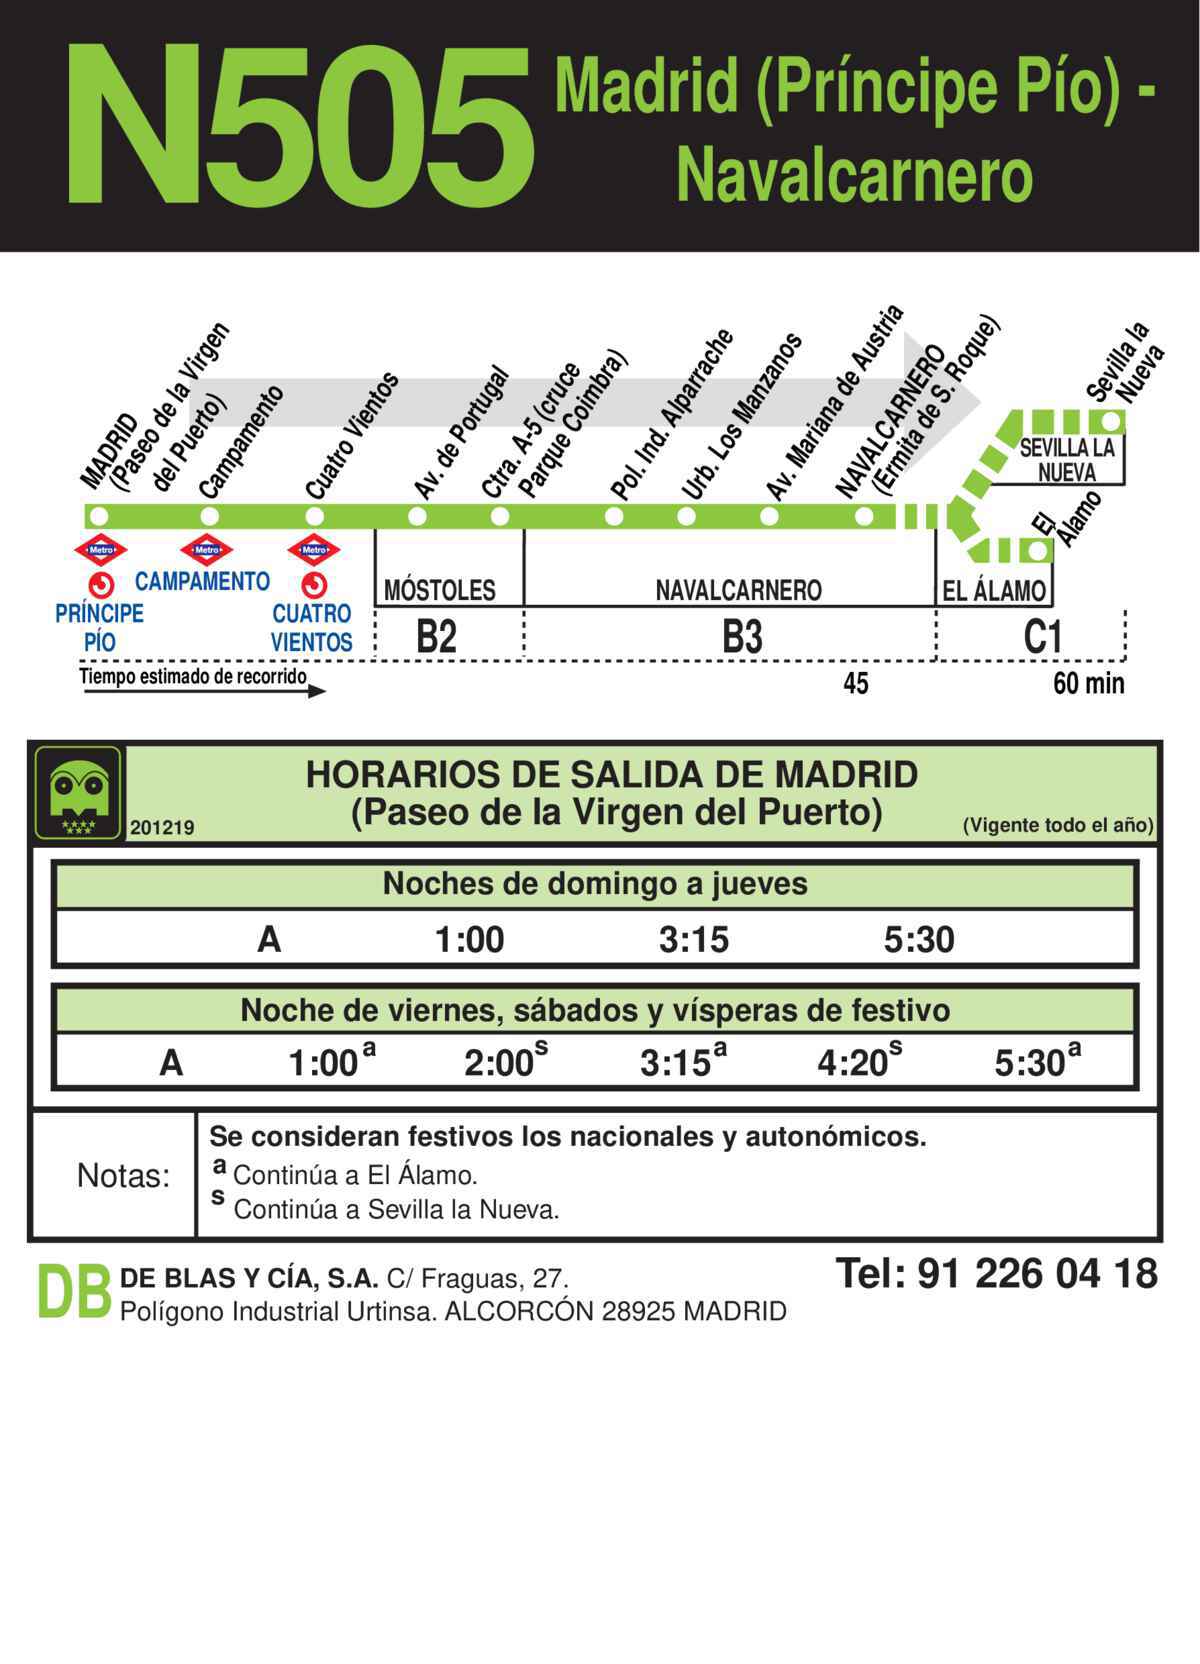 N505
Madrid (Príncipe Pío) -
Navalcarnero
MADRID
(Paseo de la Virgen
del Puerto)
Campamento
Cuatro Vientos
Av. de Portugal
Ctra. A-5 (cruce
Parque Coimbra)
Pol. Ind. Alparrache
Urb. Los Manzanos
Av. Mariana de Austria
NAVALCARNERO
(Ermita de S. Roque)
Sevilla la
Nueva
SEVILLA LA
NUEVA
El
Álamo
Metro
Metro
Metro
PRÍNCIPE
PÍO
CAMPAMENTO
CUATRO
VIENTOS
MÓSTOLES
NAVALCARNERO
EL ÁLAMO
B2
B3
C1
Tiempo estimado de recorrido
45
60 min
HORARIOS DE SALIDA DE MADRID
(Paseo de la Virgen del Puerto)
201219
(Vigente todo el año)
Noches de domingo a jueves
A 1:00 3:15 5:30
Noche de viernes, sábados y vísperas de festivo
A 1:00 a 2:00 s 3:15 a 4:20 s 5:30 a
Notas:
Se consideran festivos los nacionales y autonómicos.
a Continúa a El Álamo.
s Continúa a Sevilla la Nueva.
DB
DE BLAS Y CÍA, S.A. C/ Fraguas, 27.
Polígono Industrial Urtinsa. ALCORCÓN 28925 MADRID
Tel: 91 226 04 18